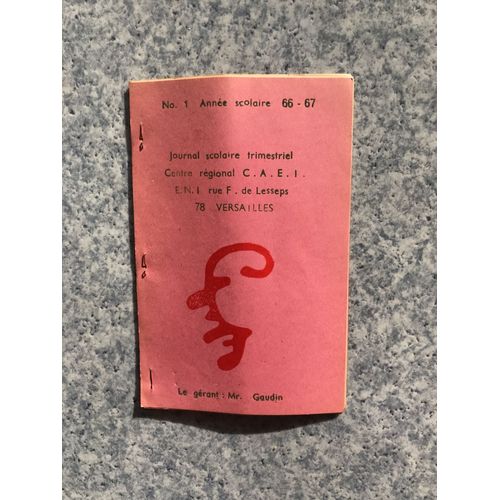 No. 1 Année scolaire 66 - 67
Journal scolaire trimestriel
Centre régional C.A.E.I.
E.N.I rue F. de Lesseps
78 VERSAILLES
Le gérant : Mr. Gaudin